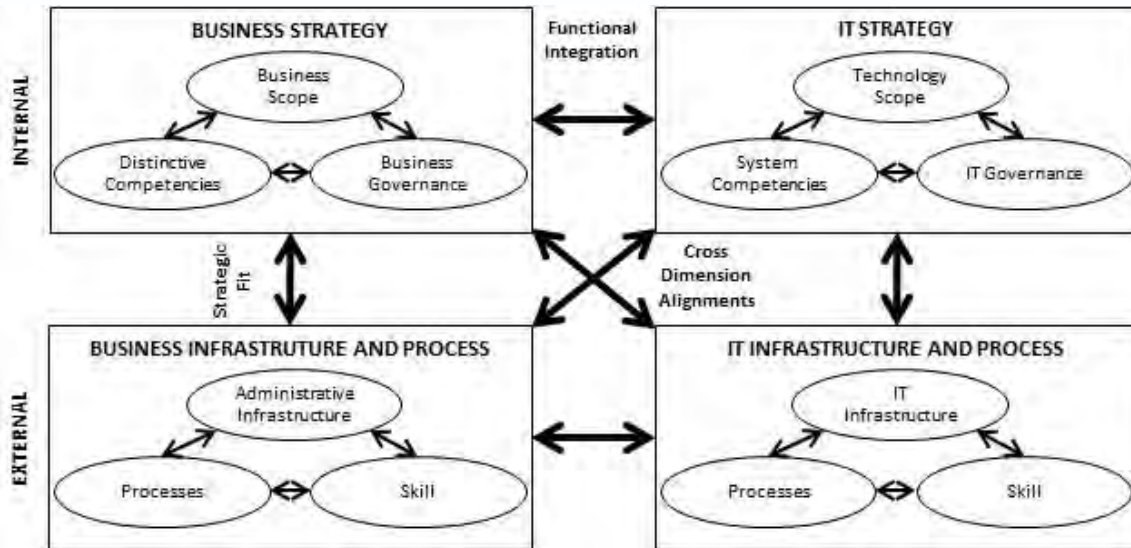 BUSINESS STRATEGY
Business
Scope
Distinctive
Competencies
Business
Governance
Functional
Integration
IT STRATEGY
Technology
Scope
System
Competencies
IT Governance
INTERNAL
Strategic
Fit
Cross
Dimension
Alignments
BUSINESS INFRASTRUTURE AND PROCESS
Administrative
Infrastructure
Processes
Skill
IT INFRASTRUCTURE AND PROCESS
IT
Infrastructure
Processes
Skill
EXTERNAL